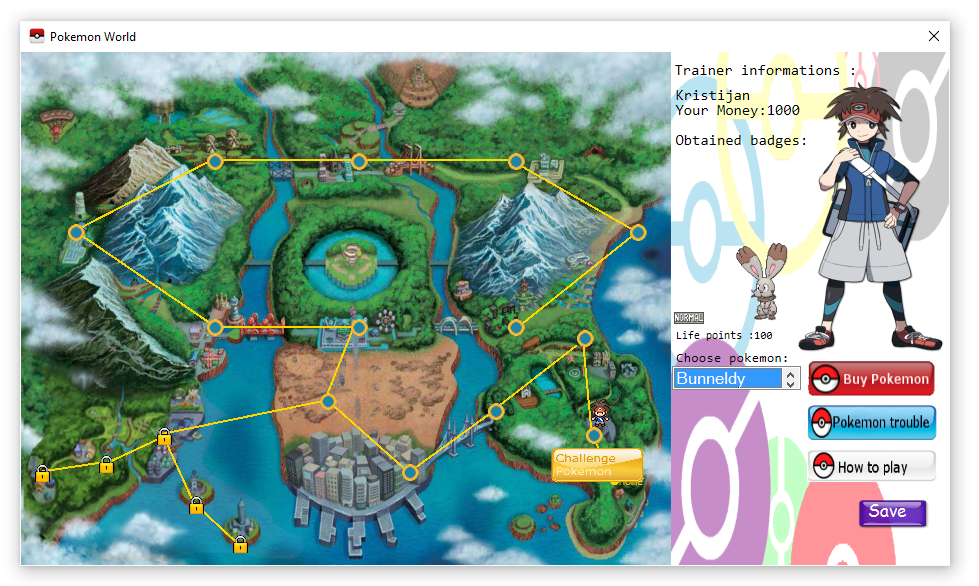 Pokemon World
Trainer informations :
Kristijan
Your Money:1000
Obtained badges:
NORMAL
Life points :100
Choose pokemon:
Bunneldy
Buy Pokemon
Pokemon trouble
How to play
Save
Challenge
Pokemon